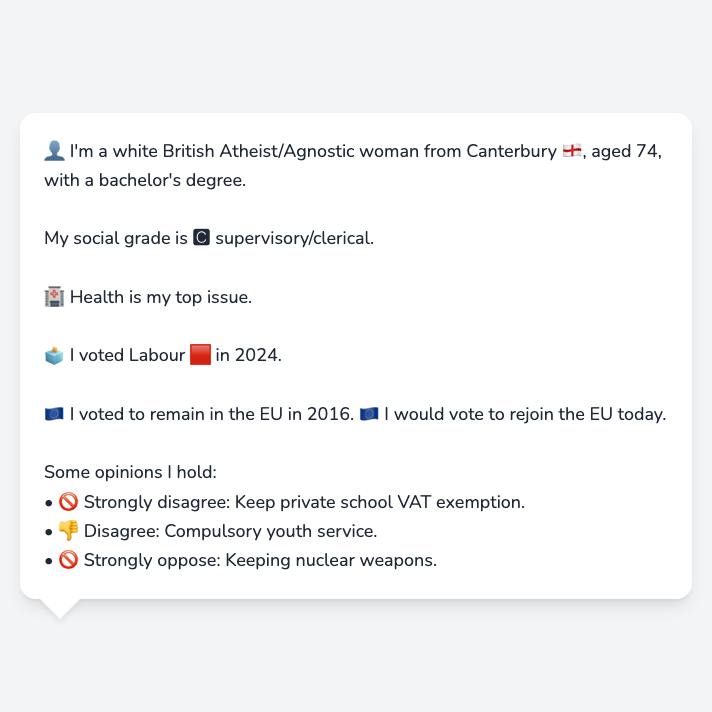 👤 I'm a white British Atheist/Agnostic woman from Canterbury 🏴󠁧󠁢󠁥󠁮󠁧󠁿, aged 74,
with a bachelor's degree.
My social grade is 🅲 supervisory/clerical.
🏥 Health is my top issue.
🗳️ I voted Labour 🟥 in 2024.
🇪🇺 I voted to remain in the EU in 2016. 🇪🇺 I would vote to rejoin the EU today.
Some opinions I hold:
• 🚫 Strongly disagree: Keep private school VAT exemption.
• 👎 Disagree: Compulsory youth service.
• 🚫 Strongly oppose: Keeping nuclear weapons.